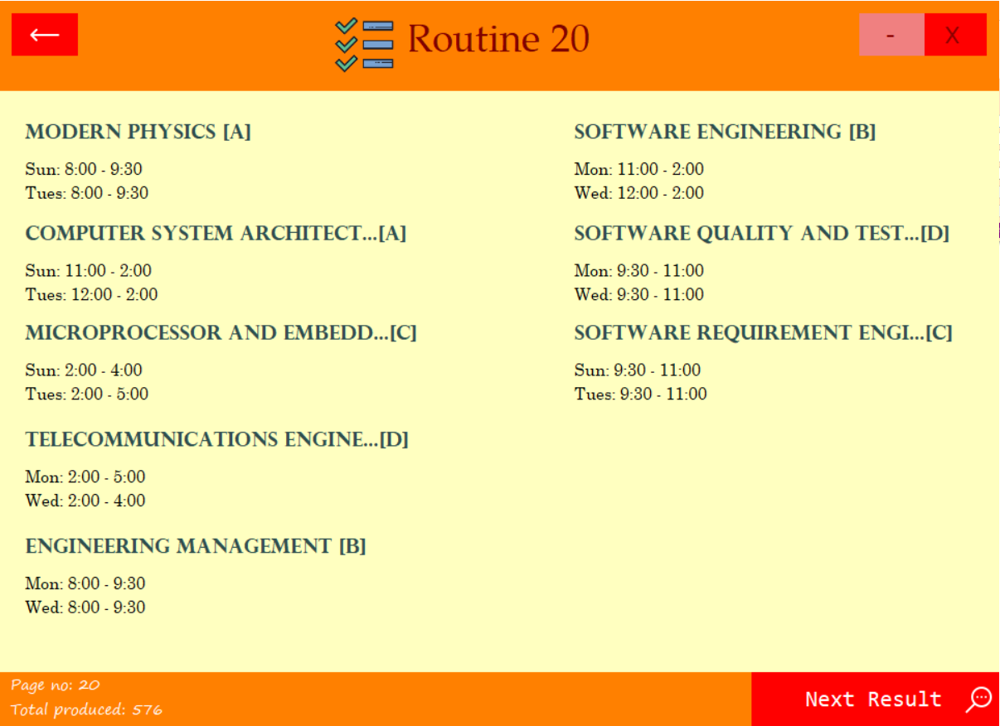 ←
Routine 20
-
X
MODERN PHYSICS [A]
Sun: 8:00 - 9:30
Tues: 8:00 - 9:30
COMPUTER SYSTEM ARCHITECT...[A]
Sun: 11:00 - 2:00
Tues: 12:00 - 2:00
MICROPROCESSOR AND EMBEDD...[C]
Sun: 2:00 - 4:00
Tues: 2:00 - 5:00
TELECOMMUNICATIONS ENGINE...[D]
Mon: 2:00 - 5:00
Wed: 2:00 - 4:00
ENGINEERING MANAGEMENT [B]
Mon: 8:00 - 9:30
Wed: 8:00 - 9:30
SOFTWARE ENGINEERING [B]
Mon: 11:00 - 2:00
Wed: 12:00 - 2:00
SOFTWARE QUALITY AND TEST...[D]
Mon: 9:30 - 11:00
Wed: 9:30 - 11:00
SOFTWARE REQUIREMENT ENGI...[C]
Sun: 9:30 - 11:00
Tues: 9:30 - 11:00
Page no: 20
Total produced: 576
Next Result